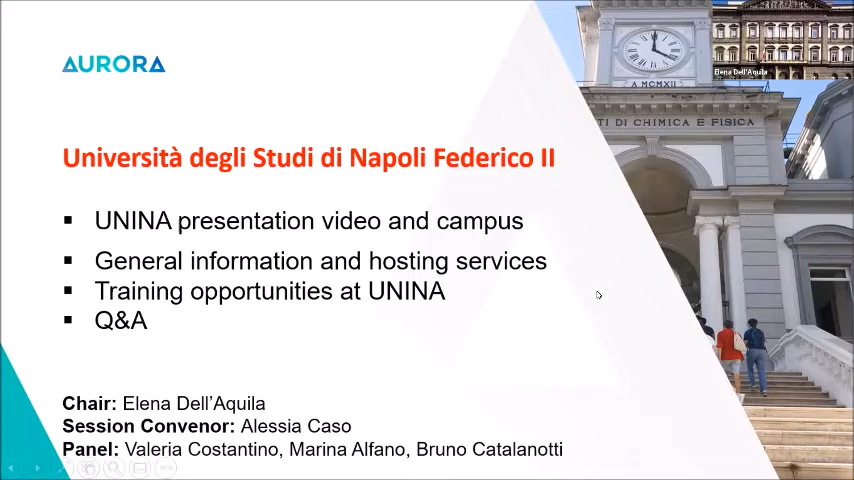 AURORA
Università degli Studi di Napoli Federico II
▪ UNINA presentation video and campus
▪ General information and hosting services
▪ Training opportunities at UNINA
▪ Q&A
Chair: Elena Dell’Aquila
Session Convenor: Alessia Caso
Panel: Valeria Costantino, Marina Alfano, Bruno Catalanotti
Elena Dell'Aquila
A MCMXII
TI DI CHIMICA E FISICA